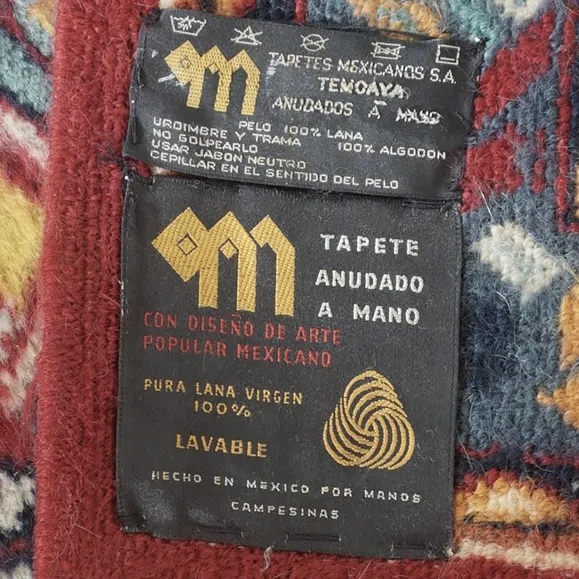 TAPETES MEXICANOS S.A.
TEMOAYA
ANUDADOS A MANO
PELO 100% LANA
URDIMBRE Y TRAMA 100% ALGODON
NO GOLPEARLO
USAR JABON NEUTRO
CEPILLAR EN EL SENTIDO DEL PELO
TAPETE
ANUDADO
A MANO
CON DISEÑO DE ARTE
POPULAR MEXICANO
PURA LANA VIRGEN
100%
LAVABLE
HECHO EN MEXICO POR MANOS
CAMPESINAS